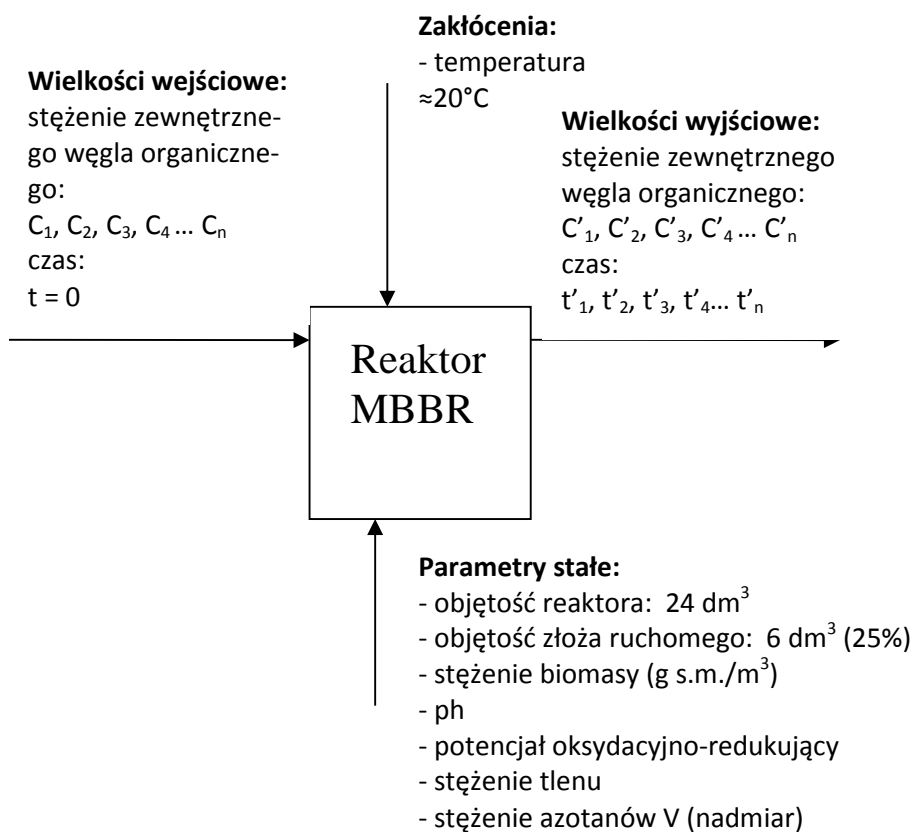 Zakłócenia:
- temperatura
≈20°C
Wielkości wejściowe:
stężenie zewnętrzne-
go węgla organiczne-
go:
C₁, C₂, C₃, C₄ ... Cₙ
czas:
t = 0
Wielkości wyjściowe:
stężenie zewnętrznego
węgla organicznego:
C’₁, C’₂, C’₃, C’₄ ... C’ₙ
czas:
t’₁, t’₂, t’₃, t’₄... t’ₙ
Reaktor
MBBR
Parametry stałe:
- objętość reaktora: 24 dm³
- objętość złoża ruchomego: 6 dm³ (25%)
- stężenie biomasy (g s.m./m³)
- ph
- potencjał oksydacyjno-redukujący
- stężenie tlenu
- stężenie azotanów V (nadmiar)